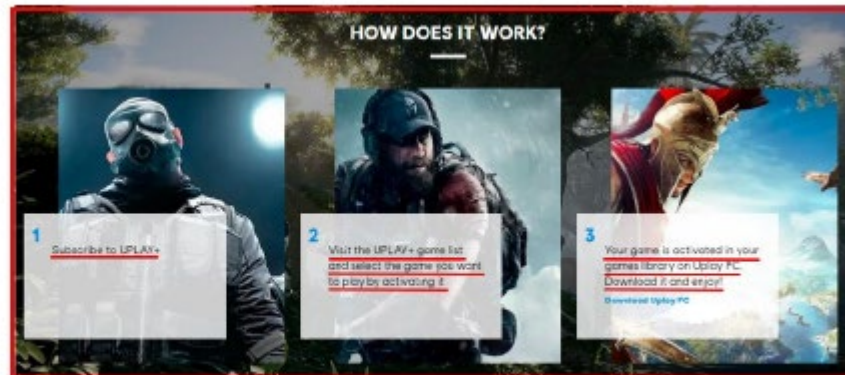 HOW DOES IT WORK?
1
Subscribe to UPLAY+
2
Visit the UPLAY+ game list
and select the game you want
to play by activating it
3
Your game is activated in your
games library on Uplay PC.
Download it and enjoy!
Download Uplay PC